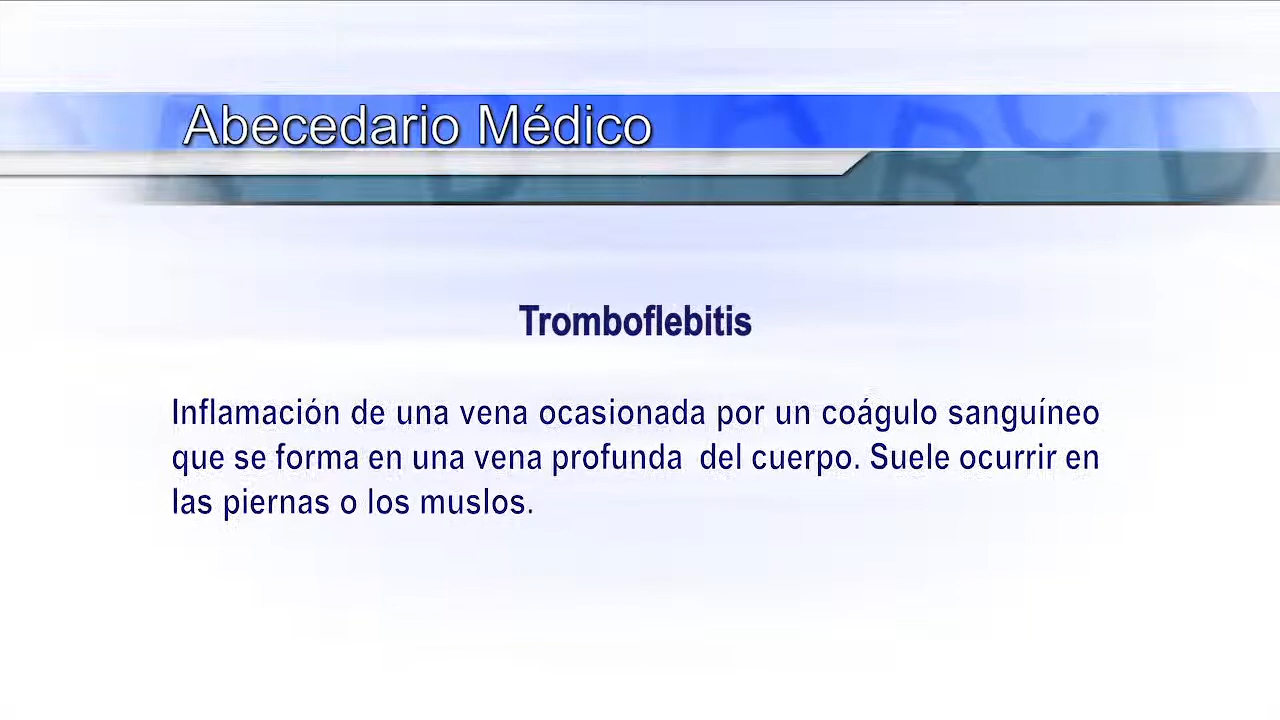 Abecedario Médico
Tromboflebitis
Inflamación de una vena ocasionada por un coágulo sanguíneo
que se forma en una vena profunda  del cuerpo. Suele ocurrir en
las piernas o los muslos.